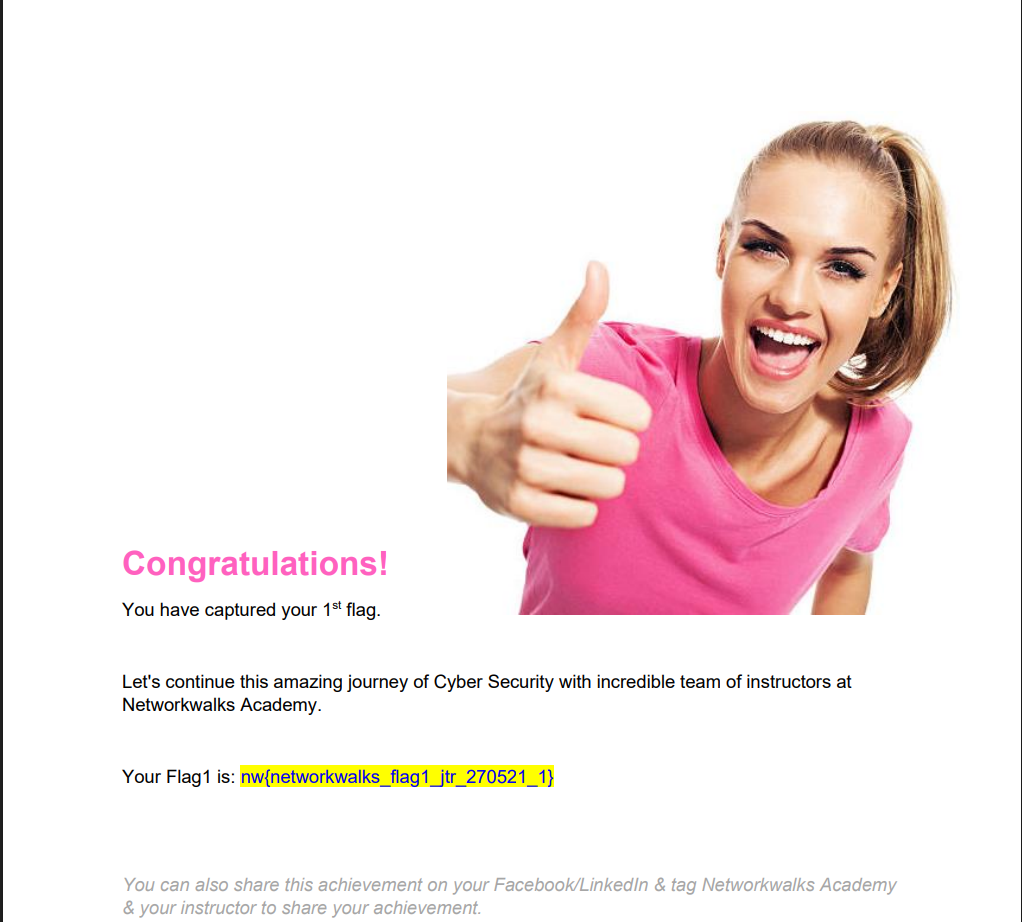 Congratulations!
You have captured your 1st flag.
Let's continue this amazing journey of Cyber Security with incredible team of instructors at
Networkwalks Academy.
Your Flag1 is: nw{networkwalks_flag1_jtr_270521_1}
You can also share this achievement on your Facebook/LinkedIn & tag Networkwalks Academy
& your instructor to share your achievement.